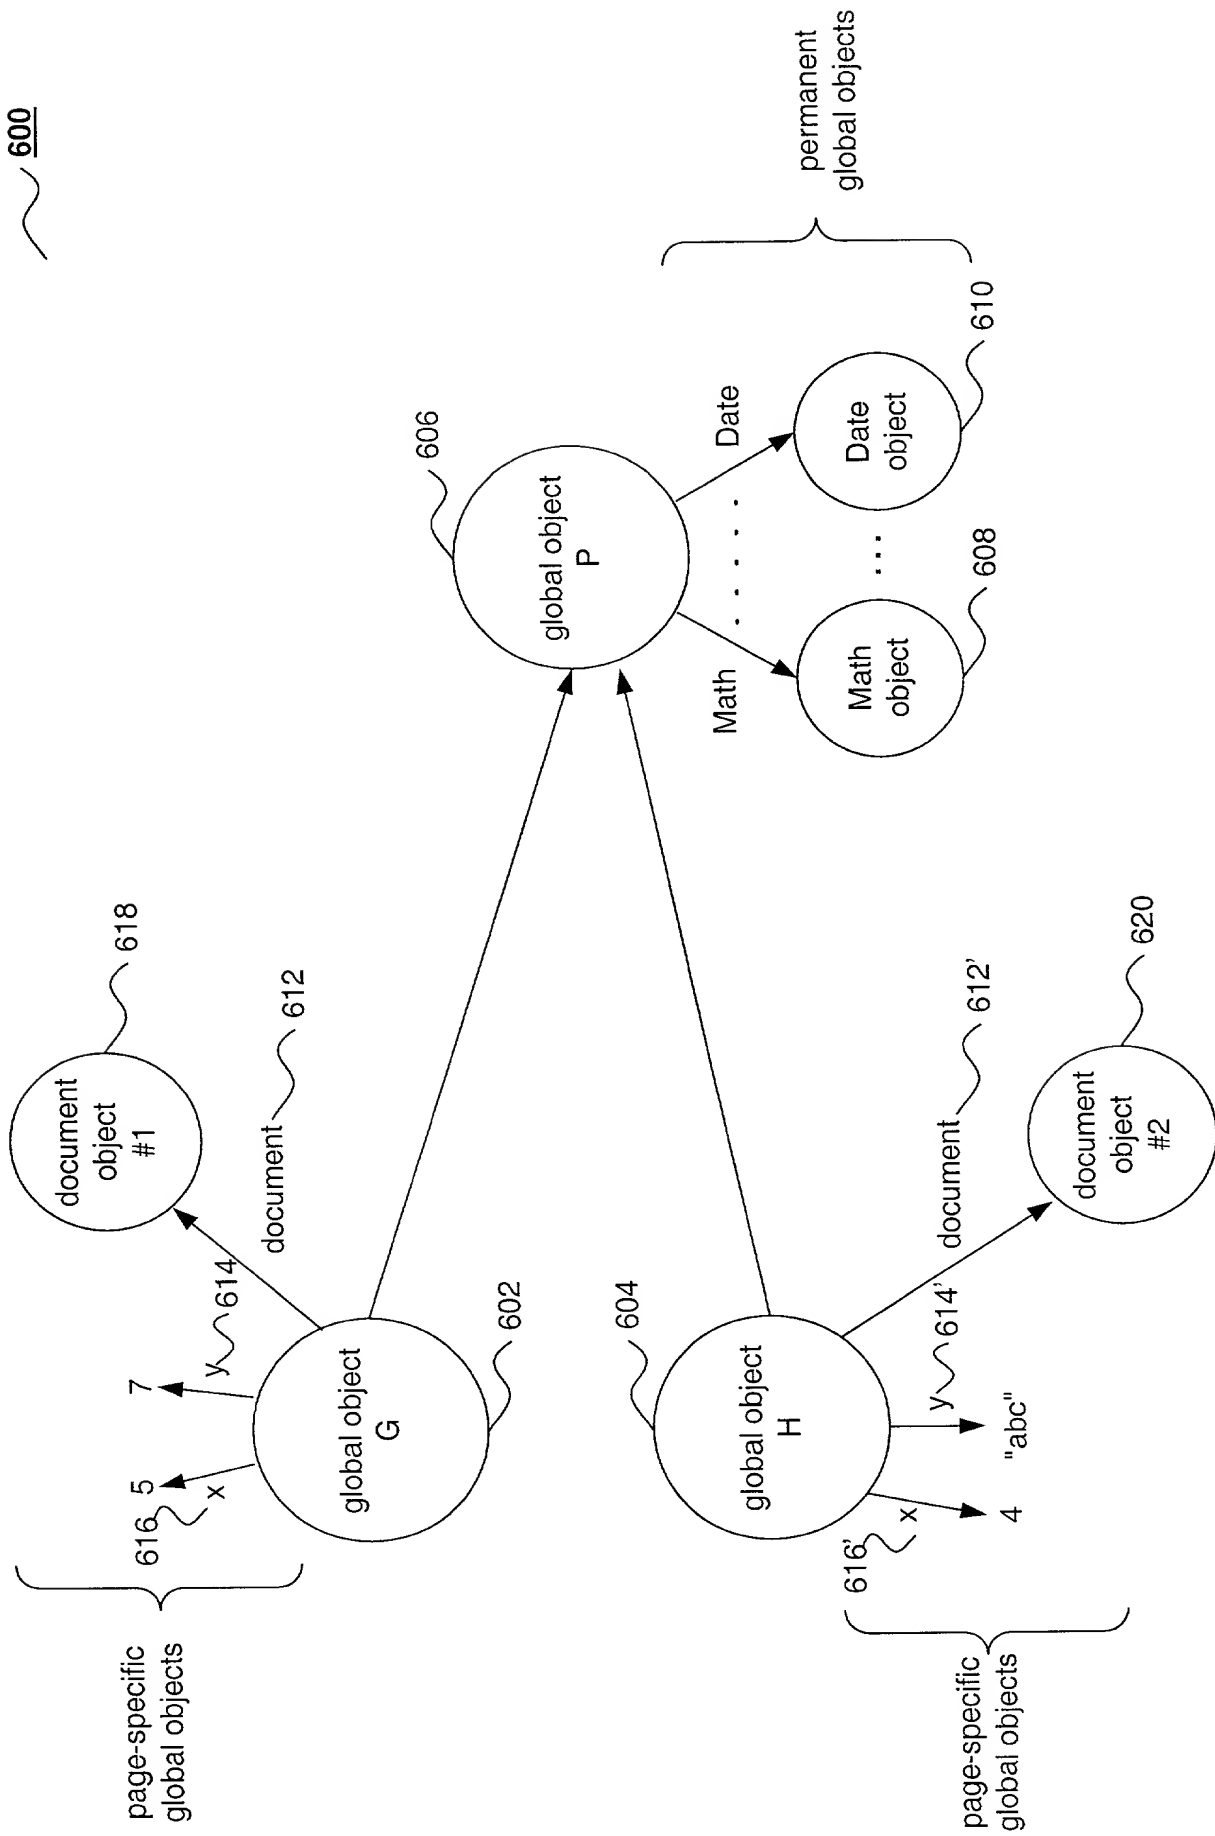 600
document
object
#1
618
document
612
y
614
7
5
x
616
page-specific
global objects
global object
G
602
global object
P
606
Math
Date
. . . .
Math
object
608
...
Date
object
610
permanent
global objects
604
global object
H
document
612'
y
614'
"abc"
x
616'
4
document
object
#2
620
page-specific
global objects